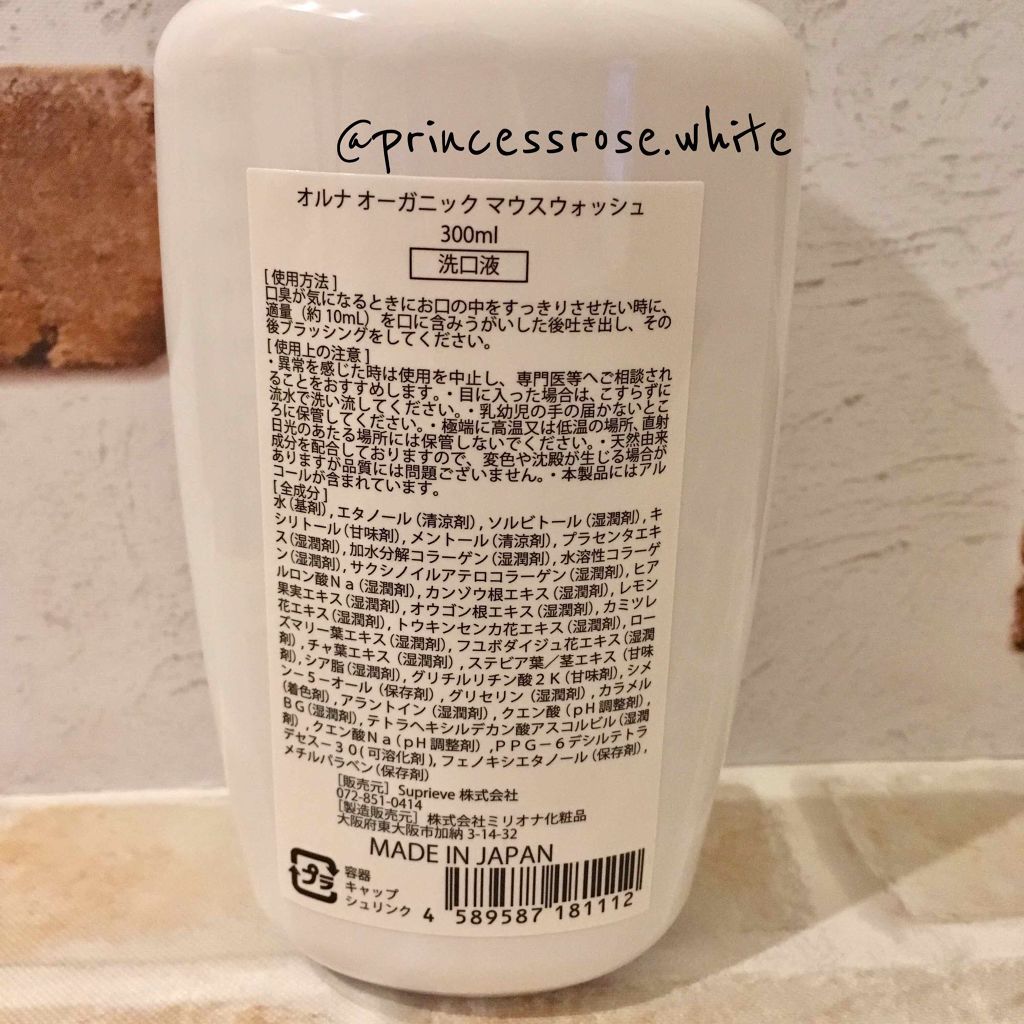 @princessrose.white
オルナ オーガニック マウスウォッシュ
300ml
洗口液
[使用方法]
口臭が気になるときにお口の中をすっきりさせたい時に、
適量（約10mL）を口に含みうがいした後吐き出し、その
後ブラッシングをしてください。
[使用上の注意]
・異常を感じた時は使用を中止し、専門医等へご相談され
ることをおすすめします。・目に入った場合は、こすらずに
流水で洗い流してください。・乳幼児の手の届かないとこ
ろに保管してください。・極端に高温又は低温の場所、直射
日光のあたる場所には保管しないでください。・天然由来
成分を配合しておりますので、変色や沈殿が生じる場合が
ありますが品質には問題ございません。・本製品にはアル
コールが含まれています。
[全成分]
水（基剤）, エタノール（清涼剤）, ソルビトール（湿潤剤）, キ
シリトール（甘味剤）, メントール（清涼剤）, プラセンタエキ
ス（湿潤剤）, 加水分解コラーゲン（湿潤剤）, 水溶性コラーゲ
ン（湿潤剤）, サクシノイルアテロコラーゲン（湿潤剤）, ヒア
ルロン酸Na（湿潤剤）, カンゾウ根エキス（湿潤剤）, レモン
果実エキス（湿潤剤）, オウゴン根エキス（湿潤剤）, カミツレ
花エキス（湿潤剤）, トウキンセンカ花エキス（湿潤剤）, ロー
ズマリー葉エキス（湿潤剤）, フユボダイジュ花エキス（湿潤
剤）, チャ葉エキス（湿潤剤）, ステビア葉／茎エキス（甘味
剤）, シア脂（湿潤剤）, グリチルリチン酸2K（甘味剤）, シメ
ン－5－オール（保存剤）, グリセリン（湿潤剤）, カラメル
（着色剤）, アラントイン（湿潤剤）, クエン酸（pH調整剤）,
BG（湿潤剤）, テトラヘキシルデカン酸アスコルビル（湿潤
剤）, クエン酸Na（pH調整剤）, PPG－6デシルテトラ
デセス－30（可溶化剤）, フェノキシエタノール（保存剤）,
メチルパラベン（保存剤）
[販売元] Suprieve 株式会社
072-851-0414
[製造販売元] 株式会社ミリオナ化粧品
大阪府東大阪市加納 3-14-32
MADE IN JAPAN
プラ
容器
キャップ
シュリンク
4 589587 181112